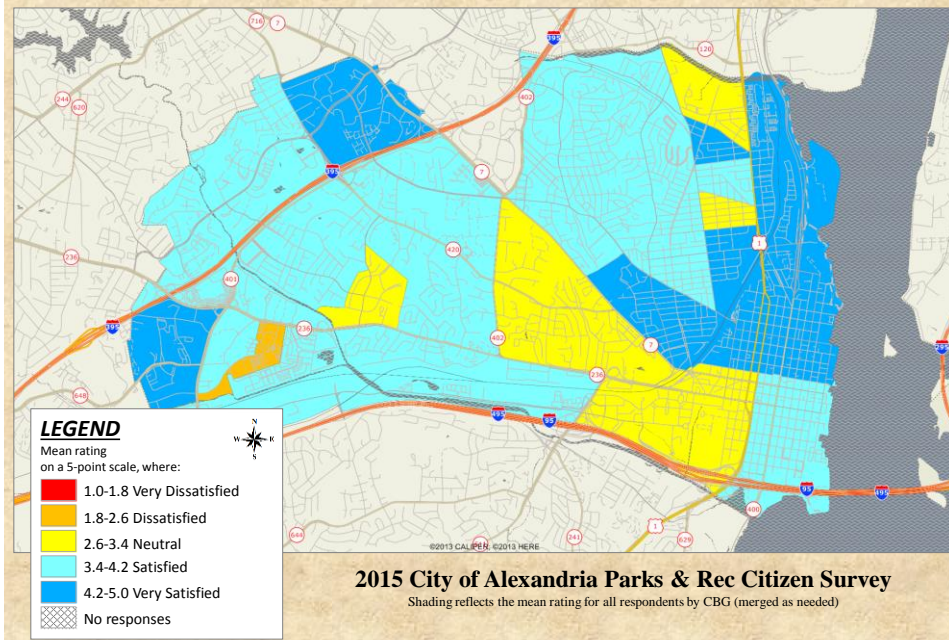 716
7
395
120
244
620
402
7
395
1
236
420
401
395
236
402
7
236
295
648
495
95
LEGEND
N
W E
S
Mean rating
on a 5-point scale, where:
1.0-1.8 Very Dissatisfied
1.8-2.6 Dissatisfied
2.6-3.4 Neutral
3.4-4.2 Satisfied
4.2-5.0 Very Satisfied
No responses
95
495
400
1
644
241
629
©2013 CALIPER, ©2013 HERE
2015 City of Alexandria Parks & Rec Citizen Survey
Shading reflects the mean rating for all respondents by CBG (merged as needed)